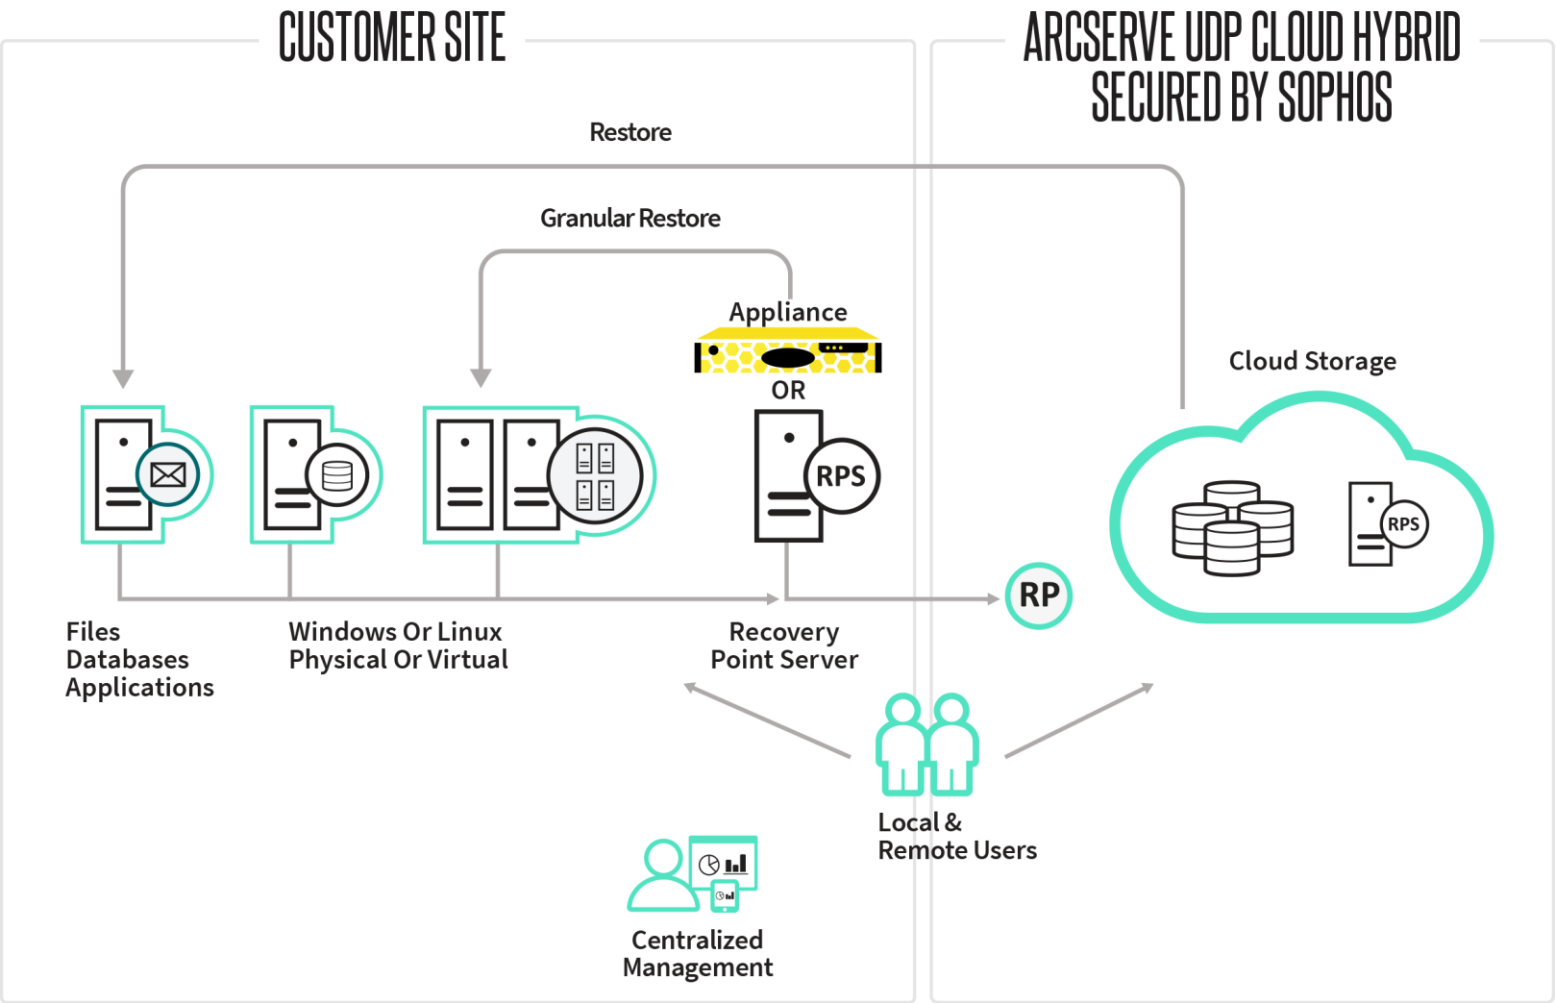 CUSTOMER SITE
ARCSERVE UDP CLOUD HYBRID
SECURED BY SOPHOS
Restore
Granular Restore
Appliance
OR
Cloud Storage
RPS
RPS
RP
Files
Databases
Applications
Windows Or Linux
Physical Or Virtual
Recovery
Point Server
Local &
Remote Users
Centralized
Management